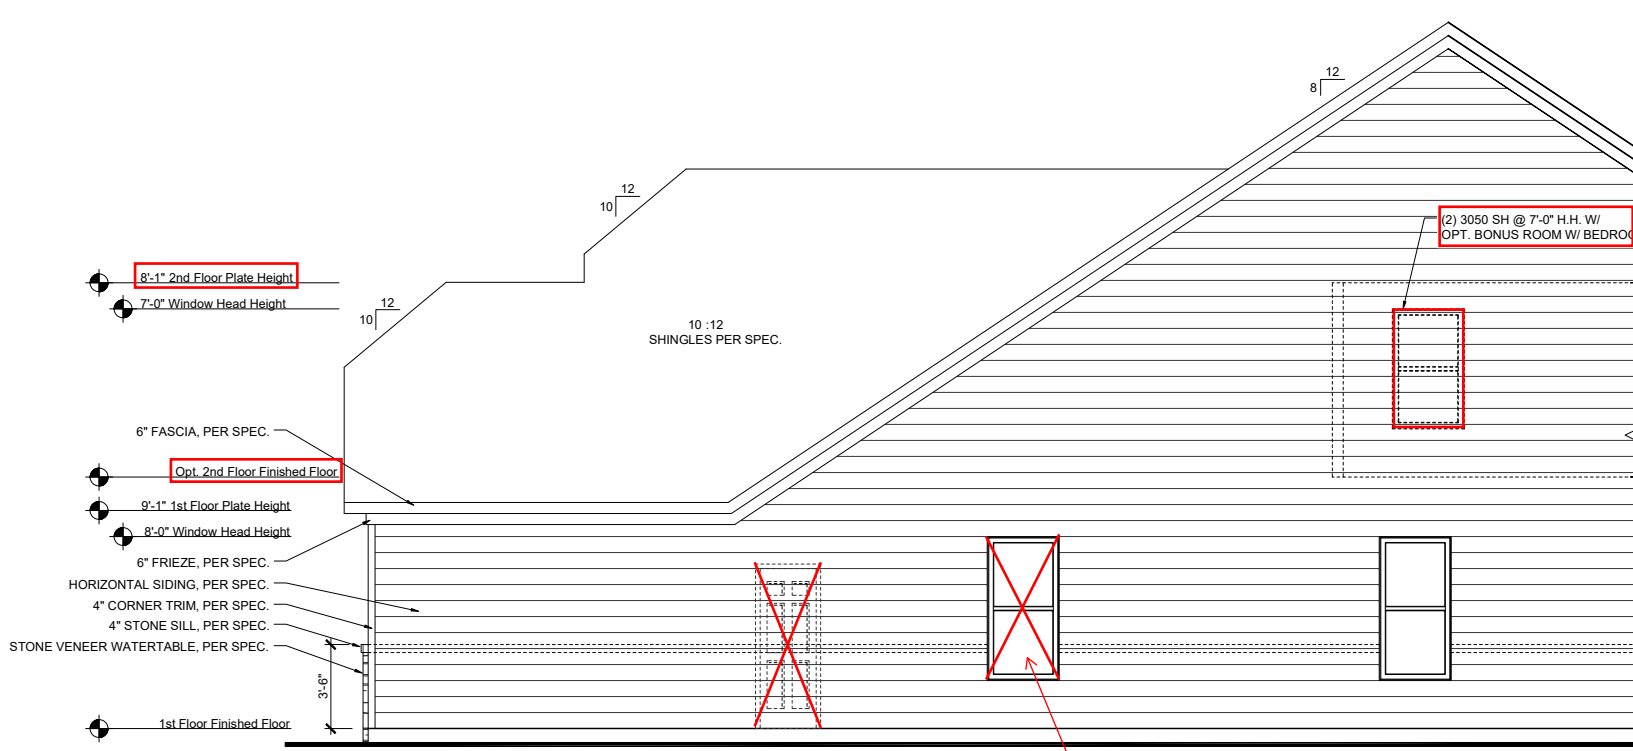 12
8
12
10
(2) 3050 SH @ 7'-0" H.H. W/
OPT. BONUS ROOM W/
8'-1" 2nd Floor Plate Height
7'-0" Window Head Height
12
10
10 :12
SHINGLES PER SPEC.
6" FASCIA, PER SPEC.
Opt. 2nd Floor Finished Floor
9'-1" 1st Floor Plate Height
8'-0" Window Head Height
6" FRIEZE, PER SPEC.
HORIZONTAL SIDING, PER SPEC.
4" CORNER TRIM, PER SPEC.
4" STONE SILL, PER SPEC.
STONE VENEER WATERTABLE, PER SPEC.
3'-6"
1st Floor Finished Floor